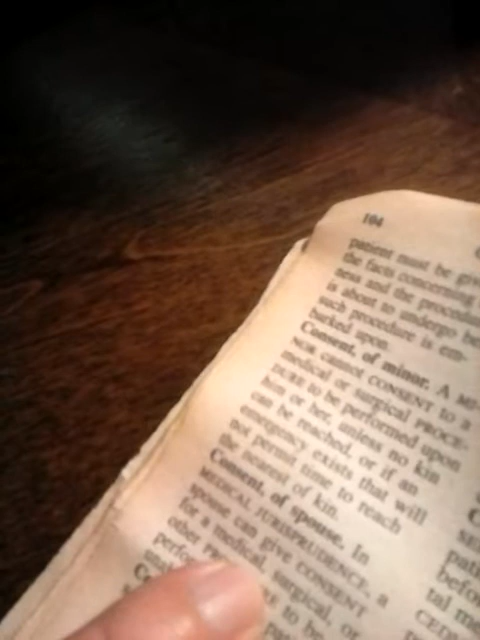 104
patient must be
the facts concerning
ness and the procedure
is about to undergo
such procedure is em-
barked upon.
Consent, of minor. A MI-
NOR cannot CONSENT to a
medical or surgical PROCE-
DURE to be performed upon
him or her, unless no kin
can be reached, or if an
emergency exists that will
not permit time to reach
the nearest of kin.
Consent, of spouse. In
MEDICAL JURISPRUDENCE, a
spouse can give CONSENT
for a medical, surgical, or
other
to be